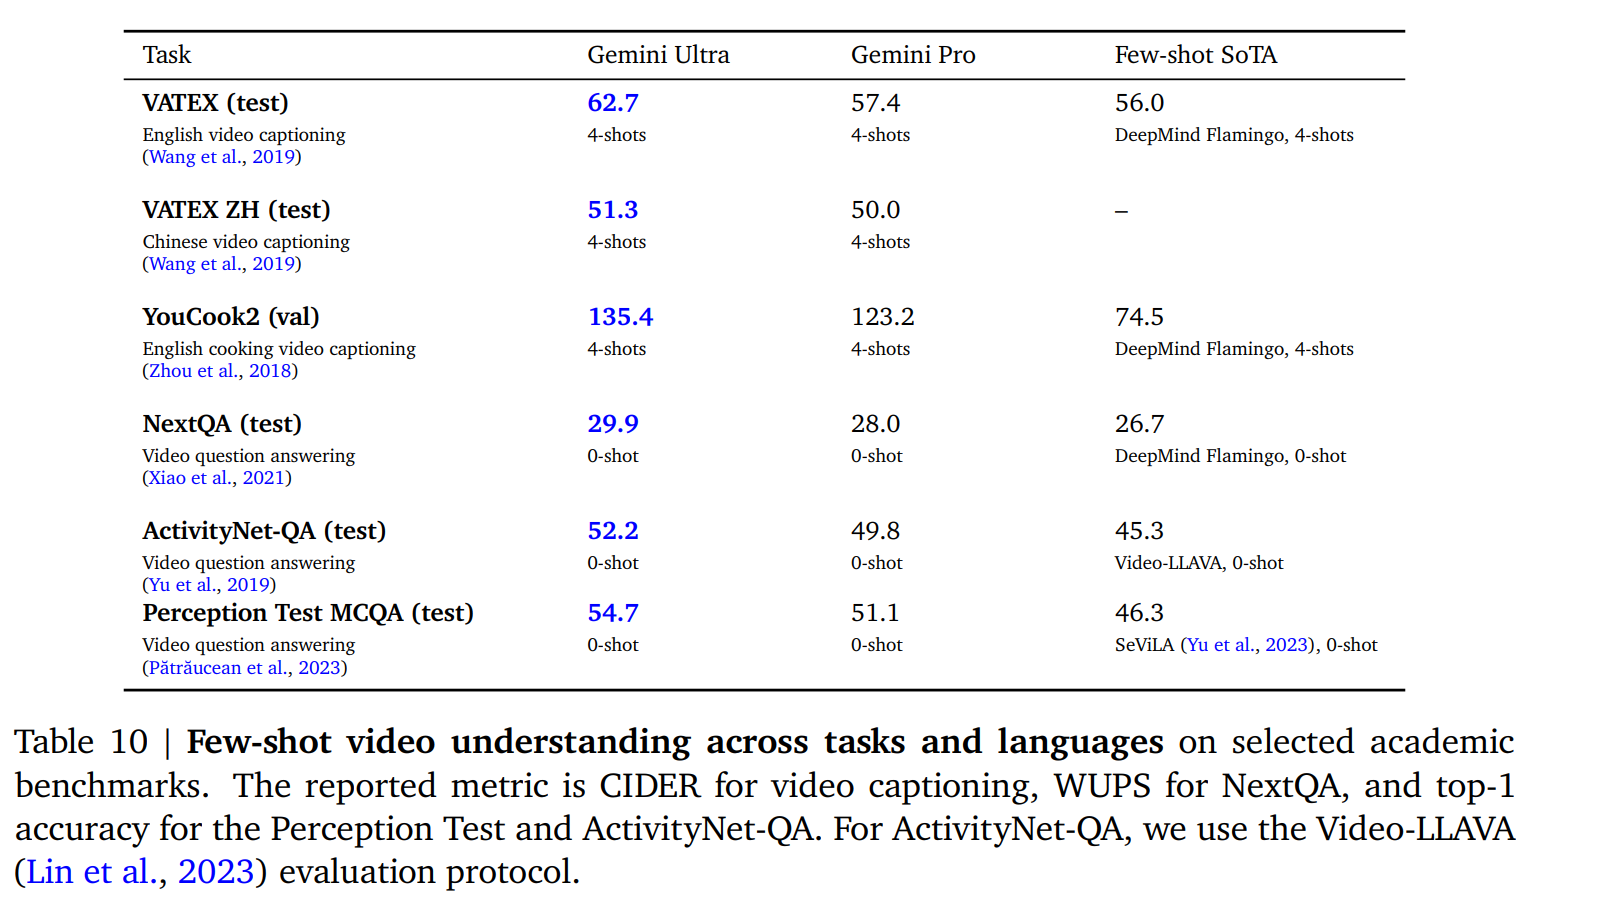 Task Gemini Ultra Gemini Pro Few-shot SoTA
VATEX (test) 62.7 57.4 56.0
English video captioning 4-shots 4-shots DeepMind Flamingo, 4-shots
(Wang et al., 2019)
VATEX ZH (test) 51.3 50.0 –
Chinese video captioning 4-shots 4-shots
(Wang et al., 2019)
YouCook2 (val) 135.4 123.2 74.5
English cooking video captioning 4-shots 4-shots DeepMind Flamingo, 4-shots
(Zhou et al., 2018)
NextQA (test) 29.9 28.0 26.7
Video question answering 0-shot 0-shot DeepMind Flamingo, 0-shot
(Xiao et al., 2021)
ActivityNet-QA (test) 52.2 49.8 45.3
Video question answering 0-shot 0-shot Video-LLAVA, 0-shot
(Yu et al., 2019)
Perception Test MCQA (test) 54.7 51.1 46.3
Video question answering 0-shot 0-shot SeViLA (Yu et al., 2023), 0-shot
(Pătrăucean et al., 2023)
Table 10 | Few-shot video understanding across tasks and languages on selected academic
benchmarks. The reported metric is CIDER for video captioning, WUPS for NextQA, and top-1
accuracy for the Perception Test and ActivityNet-QA. For ActivityNet-QA, we use the Video-LLAVA
(Lin et al., 2023) evaluation protocol.